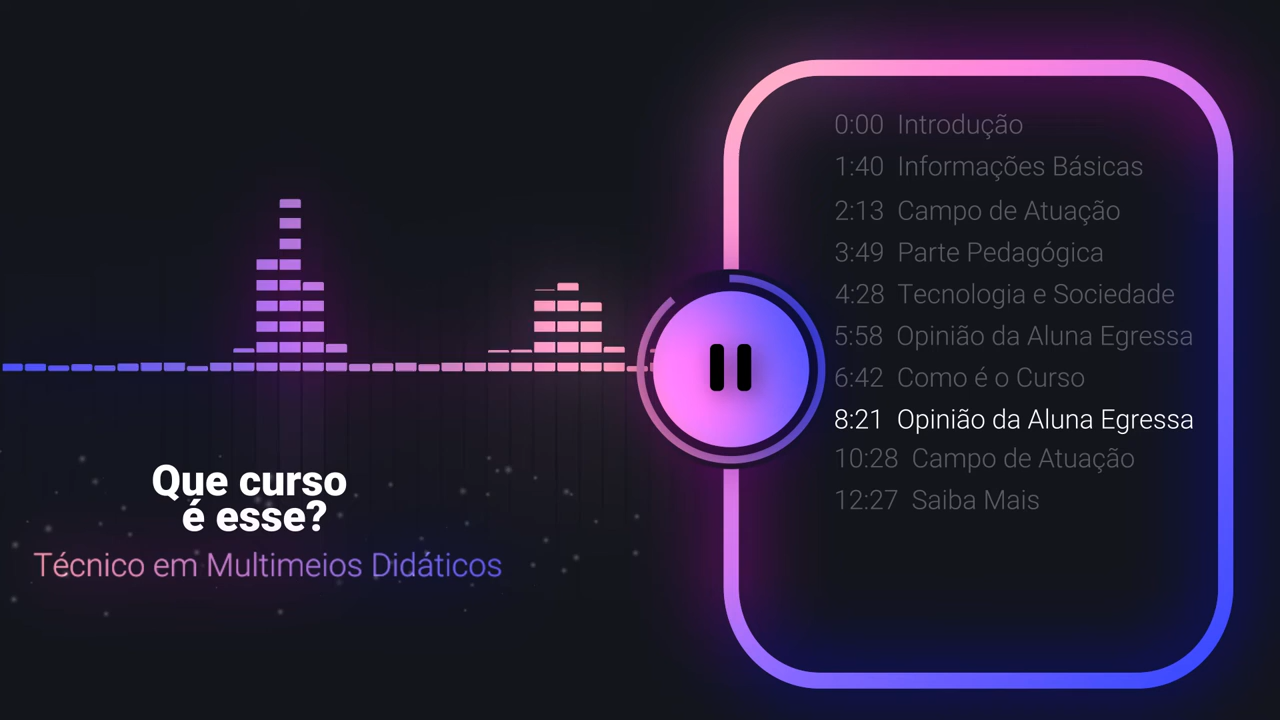 Que curso
é esse?
Técnico em Multimeios Didáticos
0:00 Introdução
1:40 Informações Básicas
2:13 Campo de Atuação
3:49 Parte Pedagógica
4:28 Tecnologia e Sociedade
5:58 Opinião da Aluna Egressa
6:42 Como é o Curso
8:21 Opinião da Aluna Egressa
10:28 Campo de Atuação
12:27 Saiba Mais